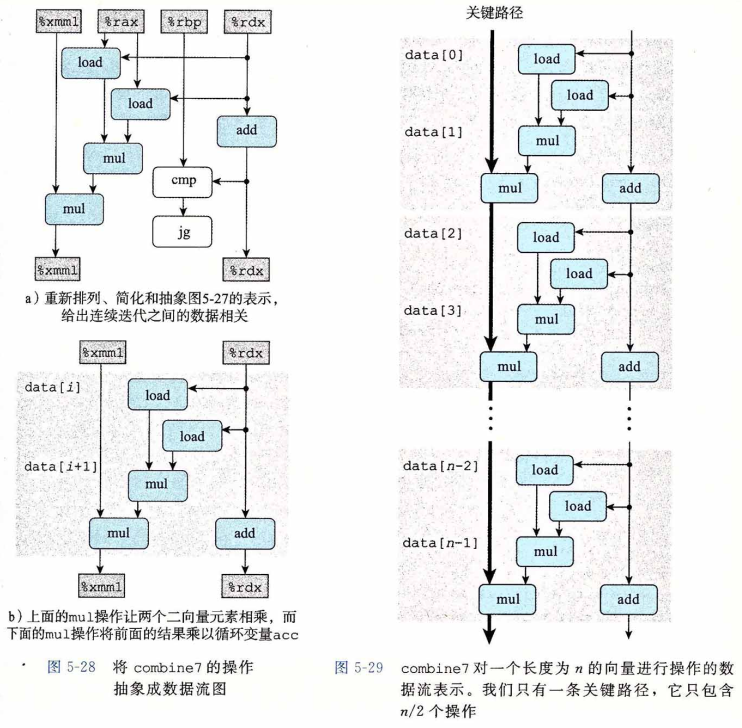 %xmm1 %rax %rbp %rdx
load
load
add
mul
cmp
mul
jg
%xmm1 %rdx
a）重新排列、简化和抽象图5-27的表示，
给出连续迭代之间的数据相关
%xmm1 %rdx
data[i]
load
load
data[i+1]
mul
mul add
%xmm1 %rdx
b）上面的mul操作让两个二向量元素相乘，而
下面的mul操作将前面的结果乘以循环变量acc
图 5-28 将 combine7 的操作
抽象成数据流图
关键路径
data[0]
load
load
data[1]
mul
mul add
data[2]
load
load
data[3]
mul
mul add
data[n-2]
load
load
data[n-1]
mul
mul add
图 5-29 combine7 对一个长度为 n 的向量进行操作的数
据流表示。我们只有一条关键路径，它只包含
n/2 个操作